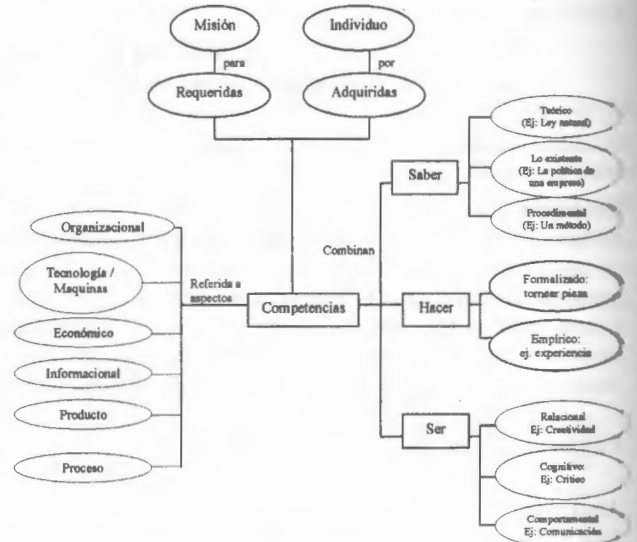 Misión
Individuo
para
por
Requeridas
Adquiridas
Teórico
(Ej: Ley natural)
Saber
Lo existente
(Ej: La política de
una empresa)
Procedimental
(Ej: Un método)
Organizacional
Combinan
Tecnología /
Maquinas
Referida a
aspectos
Competencias
Hacer
Formalizado:
tornear pieza
Económico
Empírico:
ej. experiencia
Informacional
Producto
Ser
Relacional
Ej: Creatividad
Proceso
Cognitivo:
Ej: Crítico
Comportamental
Ej: Comunicación